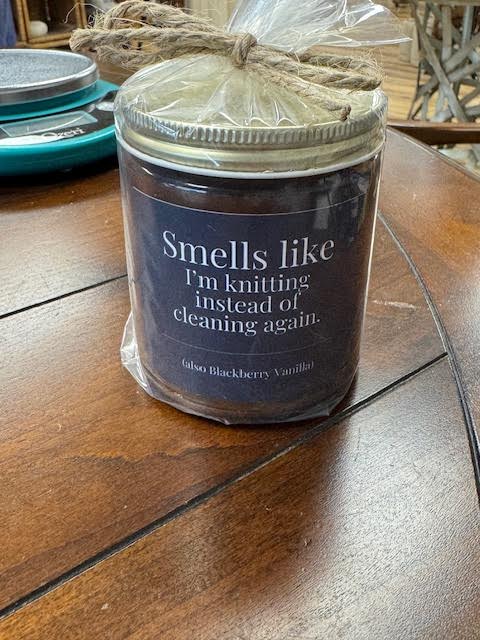 Smells like
I'm knitting
instead of
cleaning again.
(also Blackberry Vanilla)